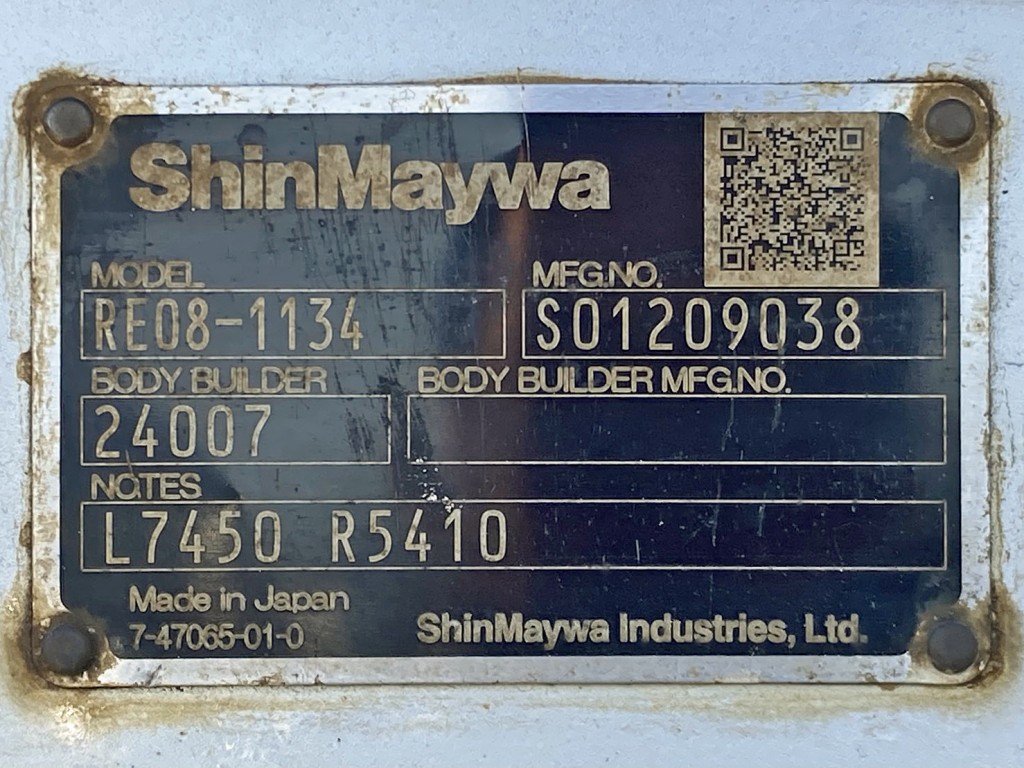 ShinMaywa
MODEL MFG.NO.
RE08-1134 S01209038
BODY BUILDER BODY BUILDER MFG.NO.
24007
NOTES
L7450 R5410
Made in Japan
7-47065-01-0 ShinMaywa Industries, Ltd.